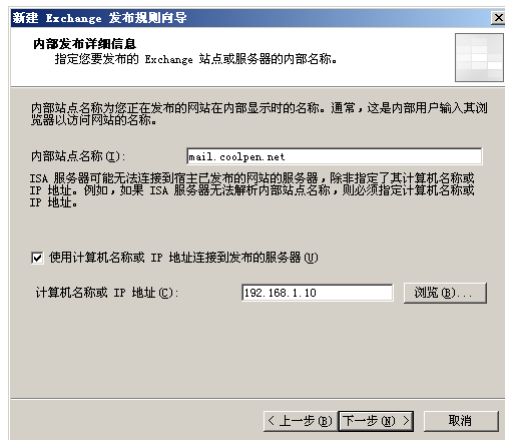 新建 Exchange 发布规则向导
内部发布详细信息
指定您要发布的 Exchange 站点或服务器的内部名称。
内部站点名称为您正在发布的网站在内部显示时的名称。通常，这是内部用户输入其浏
览器以访问网站的名称。
内部站点名称(I): mail.coolpen.net
ISA 服务器可能无法连接到宿主已发布的网站的服务器，除非指定了其计算机名称或
IP 地址。例如，如果 ISA 服务器无法解析内部站点名称，则必须指定计算机名称或
IP 地址。
使用计算机名称或 IP 地址连接到发布的服务器(U)
计算机名称或 IP 地址(C): 192.168.1.10 浏览(B)...
< 上一步(B) 下一步(N) > 取消